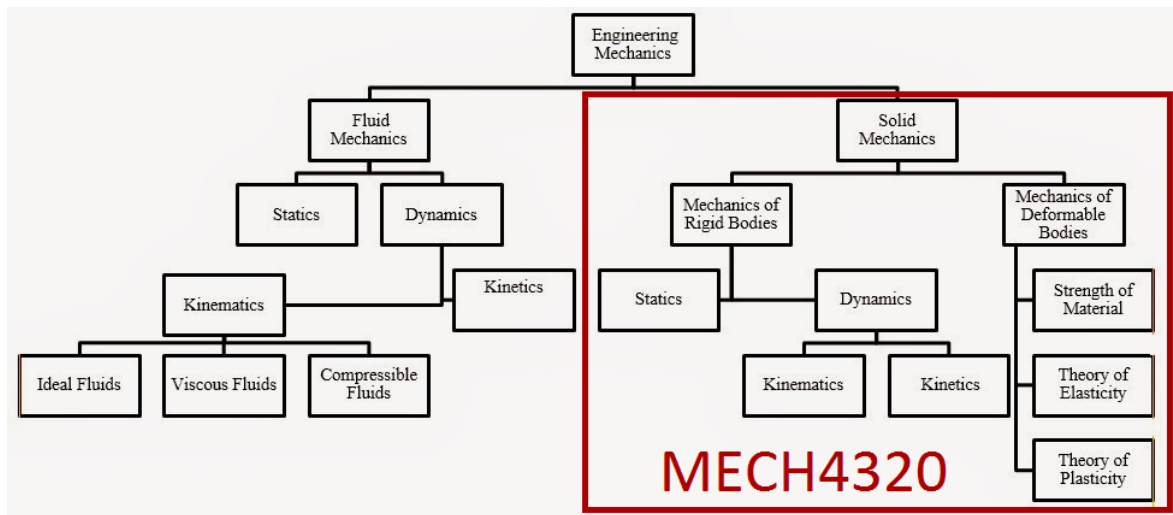 Engineering
Mechanics
Fluid
Mechanics
Solid
Mechanics
Statics
Dynamics
Mechanics of
Rigid Bodies
Mechanics of
Deformable
Bodies
Kinematics
Kinetics
Statics
Dynamics
Strength of
Material
Ideal Fluids
Viscous Fluids
Compressible
Fluids
Kinematics
Kinetics
Theory of
Elasticity
Theory of
Plasticity
MECH4320